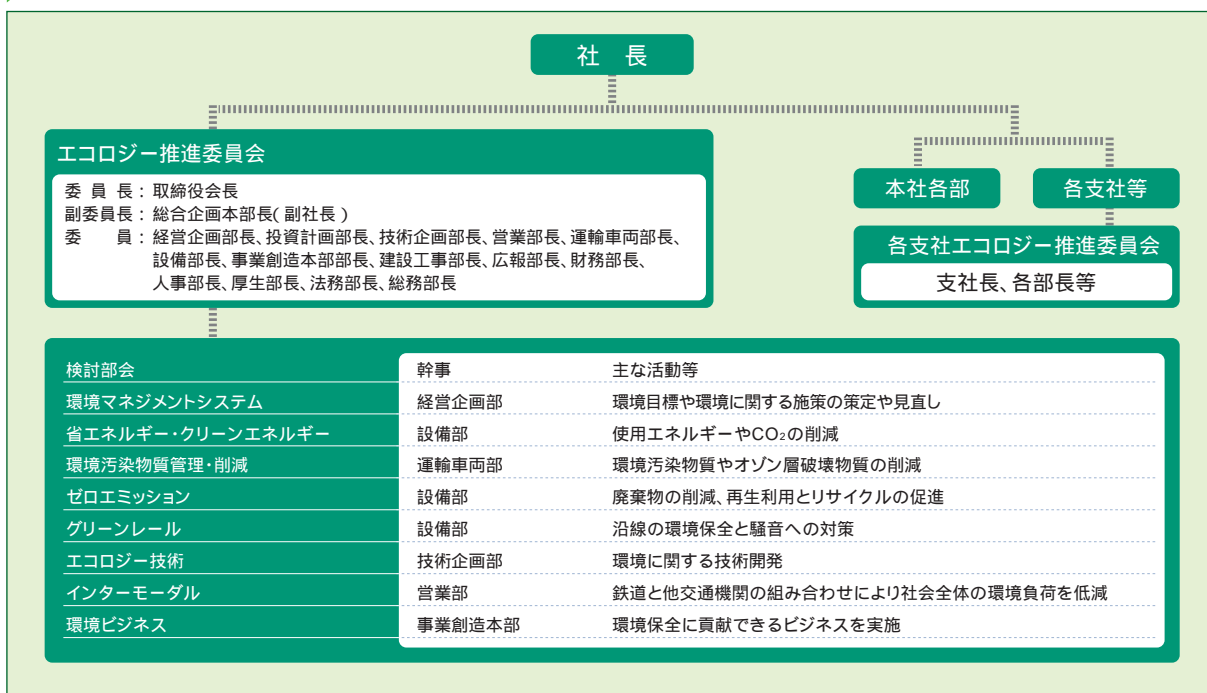 社 長
エコロジー推進委員会
委 員 長：取締役会長
副委員長：総合企画本部長(副社長)
委　　員：経営企画部長、投資計画部長、技術企画部長、営業部長、運輸車両部長、
設備部長、事業創造本部部長、建設工事部長、広報部長、財務部長、
人事部長、厚生部長、法務部長、総務部長
本社各部 各支社等
各支社エコロジー推進委員会
支社長、各部長等
検討部会 幹事 主な活動等
環境マネジメントシステム 経営企画部 環境目標や環境に関する施策の策定や見直し
省エネルギー・クリーンエネルギー 設備部 使用エネルギーやCO₂の削減
環境汚染物質管理・削減 運輸車両部 環境汚染物質やオゾン層破壊物質の削減
ゼロエミッション 設備部 廃棄物の削減、再生利用とリサイクルの促進
グリーンレール 設備部 沿線の環境保全と騒音への対策
エコロジー技術 技術企画部 環境に関する技術開発
インターモーダル 営業部 鉄道と他交通機関の組み合わせにより社会全体の環境負荷を低減
環境ビジネス 事業創造本部 環境保全に貢献できるビジネスを実施